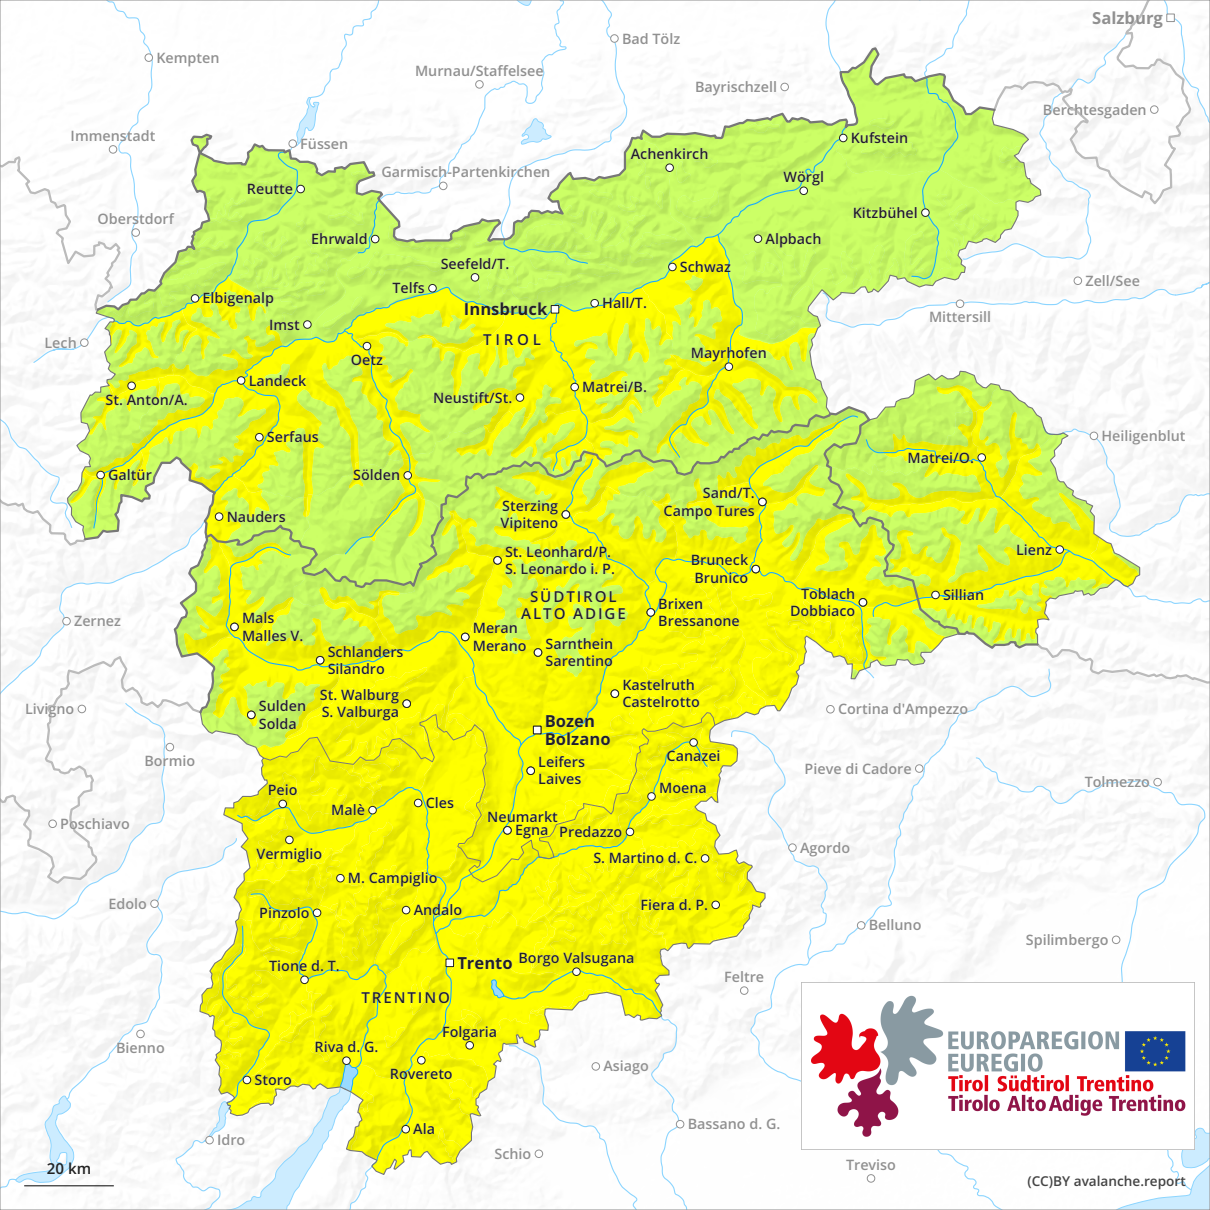 Salzburg
Bad Tölz
Kempten
Murnau/Staffelsee
Bayrischzell
Berchtesgaden
Immenstadt
Füssen
Kufstein
Achenkirch
Garmisch-Partenkirchen
Wörgl
Reutte
Oberstdorf
Kitzbühel
Ehrwald
Alpbach
Seefeld/T.
Schwaz
Zell/See
Telfs
Elbigenalp
Innsbruck
Hall/T.
Mittersill
Imst
TIROL
Lech
Oetz
Mayrhofen
Landeck
Matrei/B.
St. Anton/A.
Neustift/St.
Serfaus
Heiligenblut
Matrei/O.
Galtür
Sölden
Sand/T.
Campo Tures
Sterzing
Vipiteno
Nauders
St. Leonhard/P.
S. Leonardo i. P.
Lienz
Bruneck
Brunico
SÜDTIROL
ALTO ADIGE
Toblach
Dobbiaco
Sillian
Brixen
Bressanone
Zernez
Mals
Malles V.
Meran
Merano
Sarnthein
Sarentino
Schlanders
Silandro
Kastelruth
Castelrotto
St. Walburg
S. Valburga
Livigno
Sulden
Solda
Cortina d'Ampezzo
Bozen
Bolzano
Bormio
Canazei
Leifers
Laives
Pieve di Cadore
Tolmezzo
Peio
Moena
Malè
Cles
Neumarkt
Egna
Predazzo
Poschiavo
Vermiglio
S. Martino d. C.
Agordo
M. Campiglio
Edolo
Pinzolo
Andalo
Fiera d. P.
Belluno
Spilimbergo
Trento
Borgo Valsugana
Tione d. T.
Feltre
TRENTINO
Folgaria
Bienno
Riva d. G.
Rovereto
Asiago
Storo
EUROPAREGION
EUREGIO
Tirol Südtirol Trentino
Tirolo Alto Adige Trentino
Ala
Bassano d. G.
Idro
Schio
Treviso
20 km
(CC)BY avalanche.report